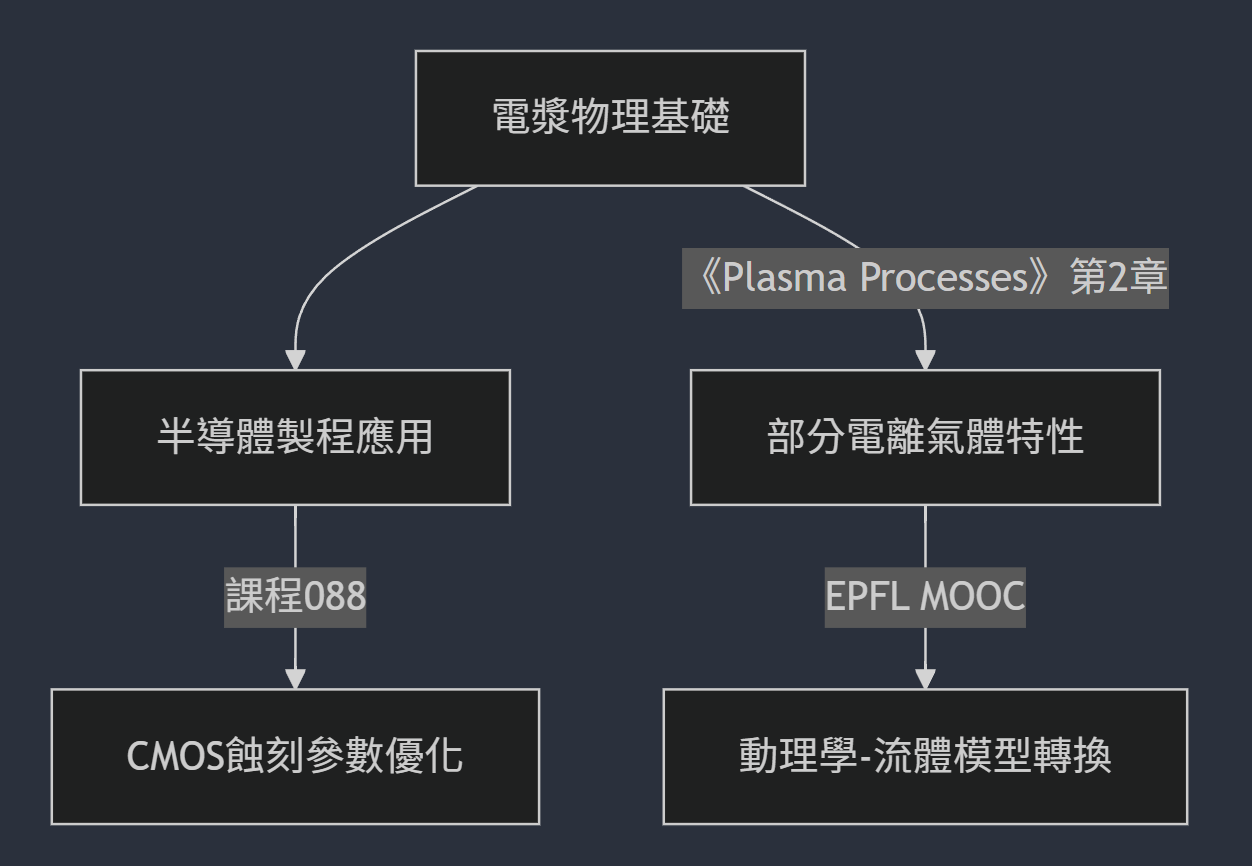 電漿物理基礎
《Plasma Processes》第2章
半導體製程應用
部分電離氣體特性
課程088
EPFL MOOC
CMOS蝕刻參數優化
動理學-流體模型轉換